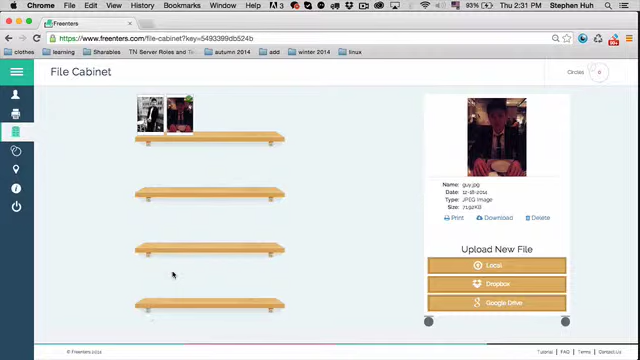 Chrome File Edit View History Bookmarks Window Help 93% Thu 2:31 PM Stephen Huh
Freenters
https://www.freenters.com/file-cabinet?key=5493399db524b
clothes learning Sharables TN Server Roles and Te autumn 2014 add winter 2014 linux
File Cabinet Circles 0
Name: guy.jpg
Date: 12-18-2014
Type: JPEG Image
Size: 71.92KB
Print Download Delete
Upload New File
Local
Dropbox
Google Drive
© Freenters 2014 Tutorial FAQ Terms Contact Us